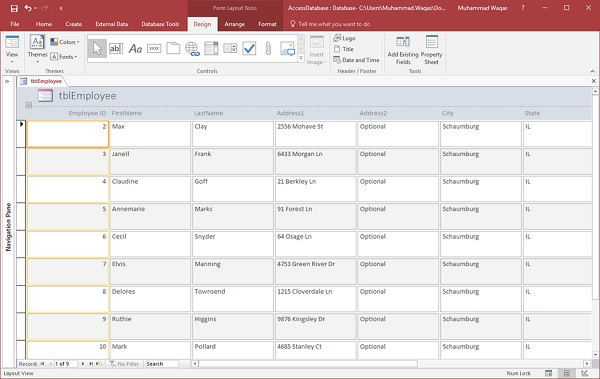 Form Layout Tools
AccessDatabase : Database- C:\Users\Muhammad.Waqas\Do...
Muhammad Waqas
File Home Create External Data Database Tools Design Arrange Format Tell me what you want to do
View
Themes
Colors
Fonts
ab|
Aa
XXXX
Insert Image
Logo
Title
Date and Time
Add Existing Fields
Property Sheet
Views Themes Controls Header / Footer Tools
tblEmployee
tblEmployee
Employee ID FirstName LastName Address1 Address2 City State
2 Max Clay 2556 Mohave St Optional Schaumburg IL
3 Janell Frank 6433 Morgan Ln Optional Schaumburg IL
4 Claudine Goff 21 Berkley Ln Optional Schaumburg IL
5 Annemarie Marks 91 Forest Ln Optional Schaumburg IL
6 Cecil Snyder 64 Osage Ln Optional Schaumburg IL
7 Elvis Manning 4753 Green River Dr Optional Schaumburg IL
8 Delores Townsend 1215 Cloverdale Ln Optional Schaumburg IL
9 Ruthie Higgins 9876 Kingsley Dr Optional Schaumburg IL
10 Mark Pollard 4685 Stanley Ct Optional Schaumburg IL
Navigation Pane
Record: 1 of 9 No Filter Search
Layout View
Num Lock